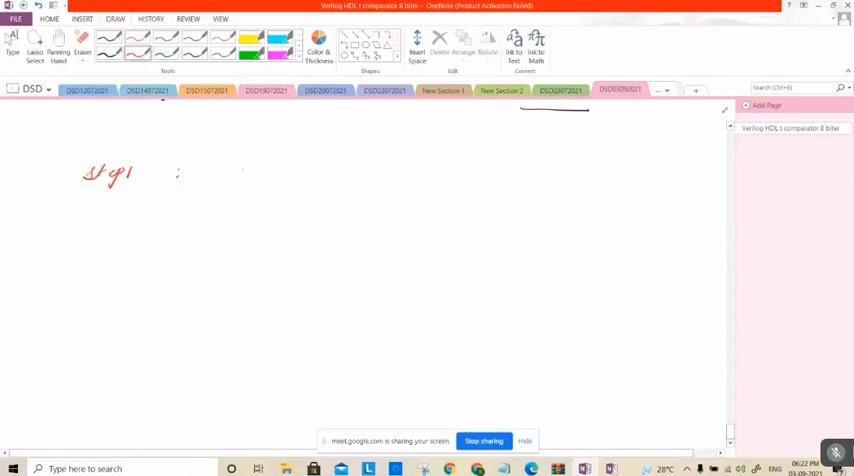 Verilog HDL t comparator 8 biter - OneNote (Product Activation Failed)
FILE HOME INSERT DRAW HISTORY REVIEW VIEW
Type Lasso Select Panning Hand Eraser Color & Thickness Insert Space Delete Arrange Rotate Ink to Text Ink to Math
Tools Shapes Edit Convert
DSD DSD12072021 DSD14072021 DSD15072021 DSD19072021 DSD20072021 DSD22072021 New Section 1 New Section 2 DSD29072021 DSD03092021 ... + Search (Ctrl+E)
Add Page
Verilog HDL t comparator 8 biter
Step1 :
meet.google.com is sharing your screen. Stop sharing Hide
Type here to search 28°C ENG 06:22 PM
03-09-2021